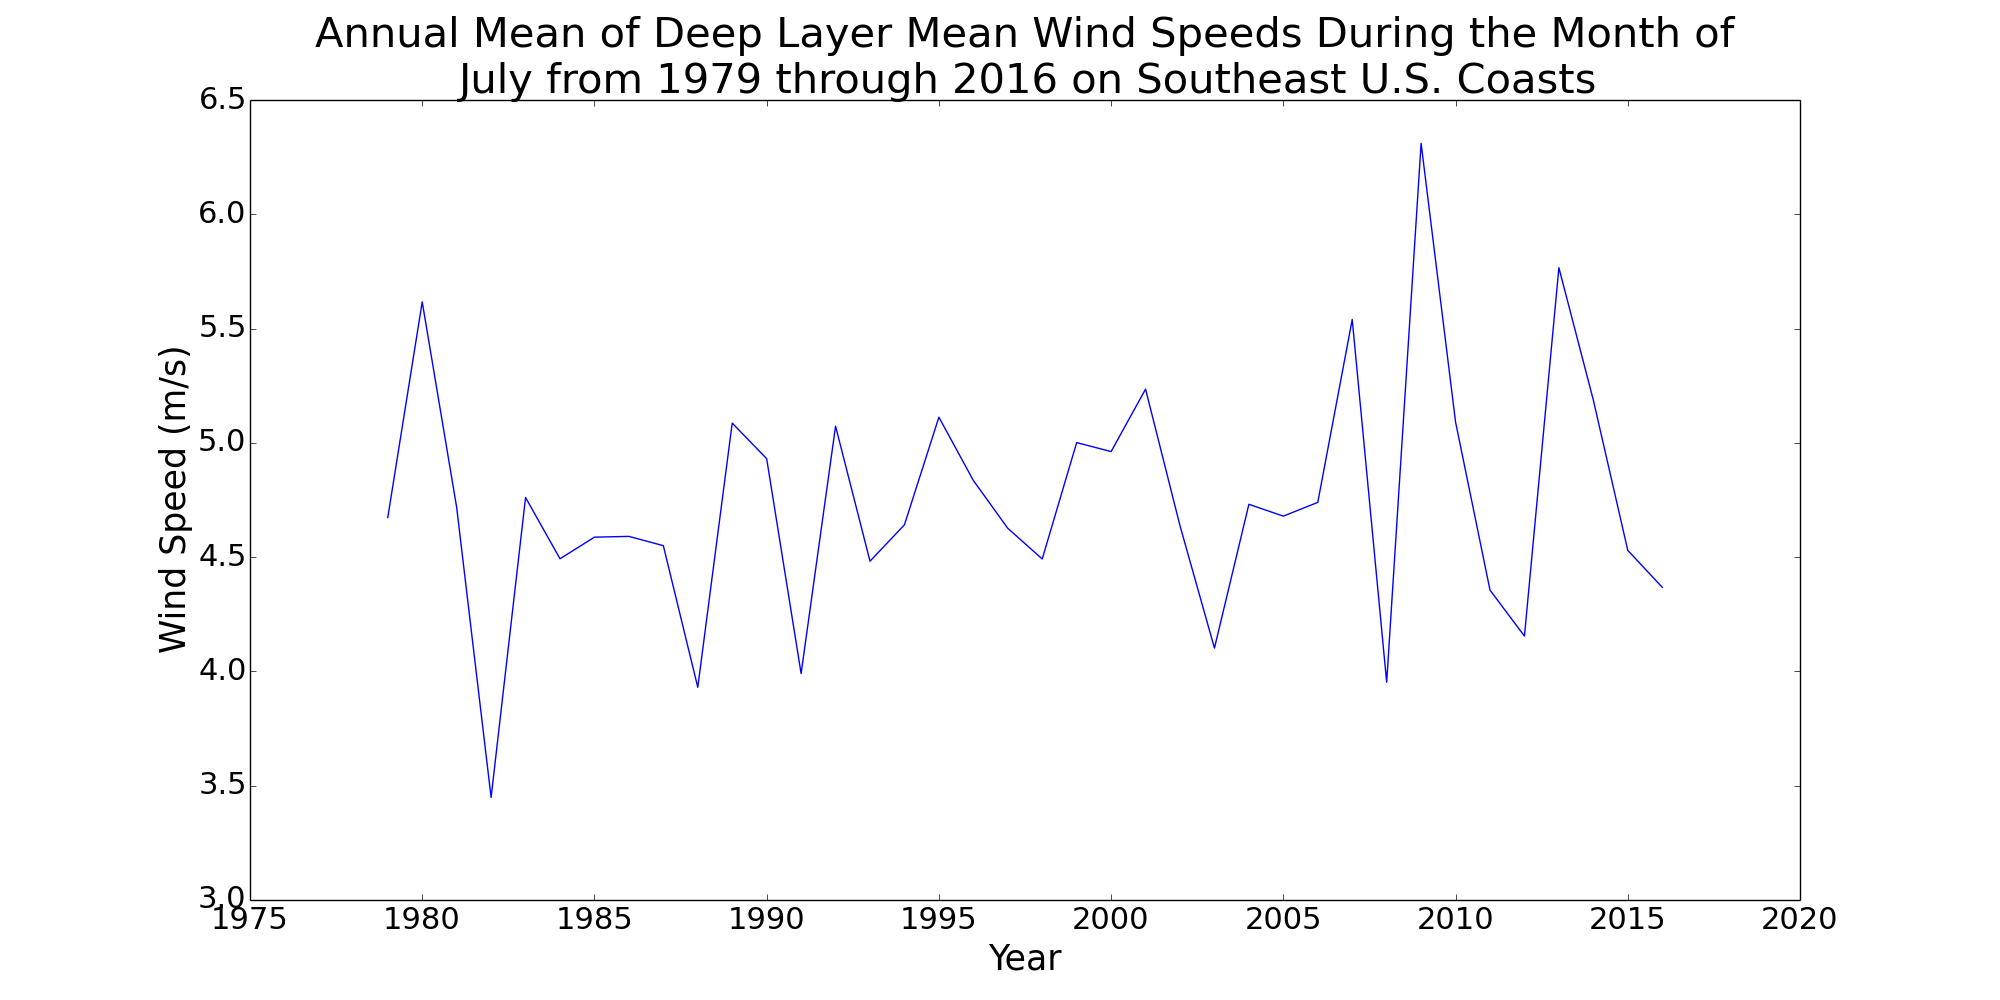 Annual Mean of Deep Layer Mean Wind Speeds During the Month of
July from 1979 through 2016 on Southeast U.S. Coasts
6.5
6.0
5.5
5.0
4.5
4.0
3.5
3.0
Wind Speed (m/s)
1975 1980 1985 1990 1995 2000 2005 2010 2015 2020
Year